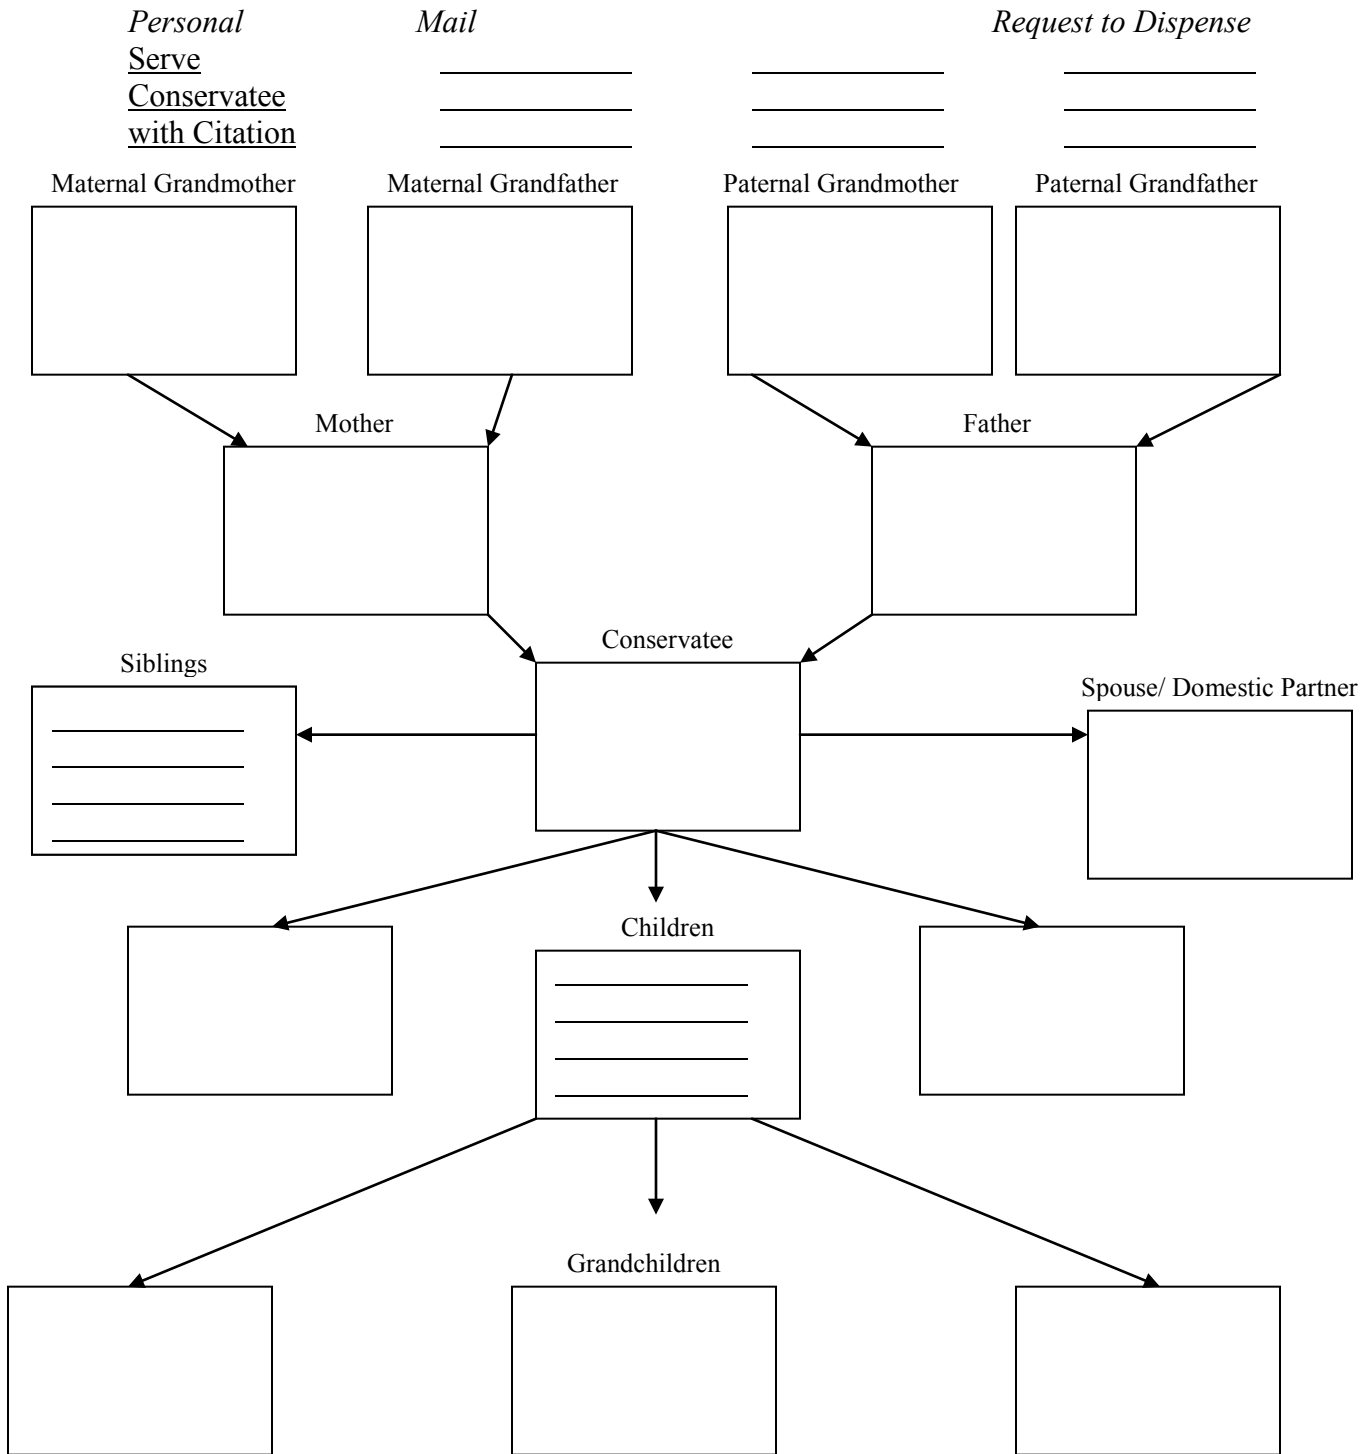 Personal Mail Request to Dispense
Serve
Conservatee
with Citation
Maternal Grandmother Maternal Grandfather Paternal Grandmother Paternal Grandfather
Mother Father
Conservatee
Siblings
Spouse/ Domestic Partner
Children
Grandchildren